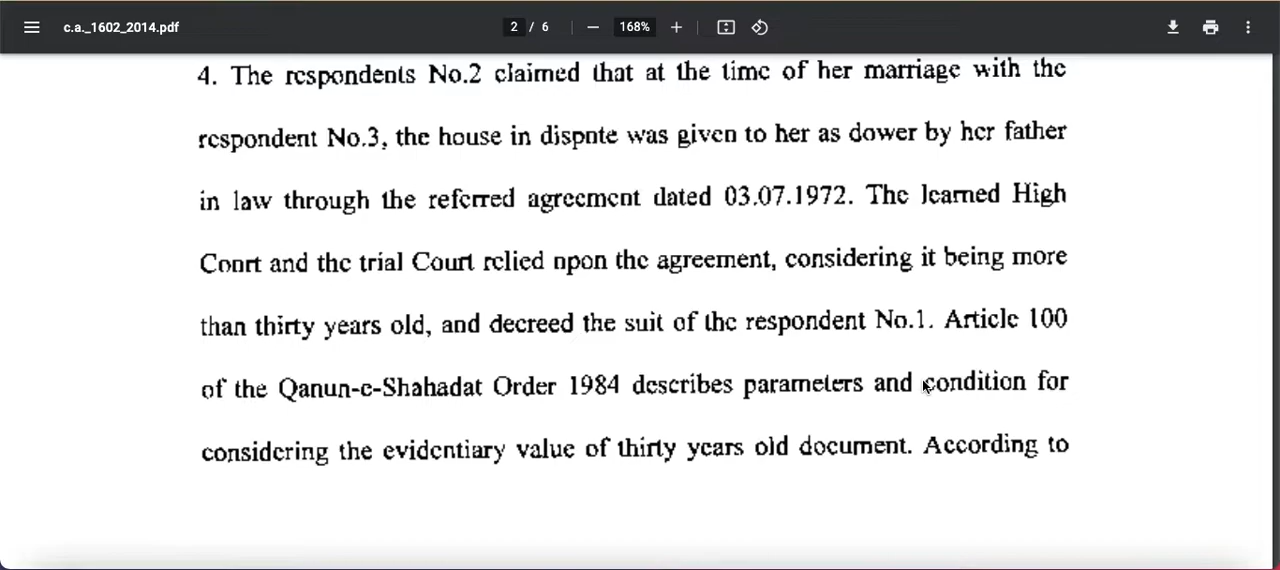 c.a._1602_2014.pdf 2 / 6 168%
4. The respondents No.2 claimed that at the time of her marriage with the
respondent No.3, the house in dispnte was given to her as dower by her father
in law through the referred agreement dated 03.07.1972. The learned High
Conrt and the trial Court relied npon the agreement, considering it being more
than thirty years old, and decreed the suit of the respondent No.1. Article 100
of the Qanun-e-Shahadat Order 1984 describes parameters and condition for
considering the evidentiary value of thirty years old document. According to